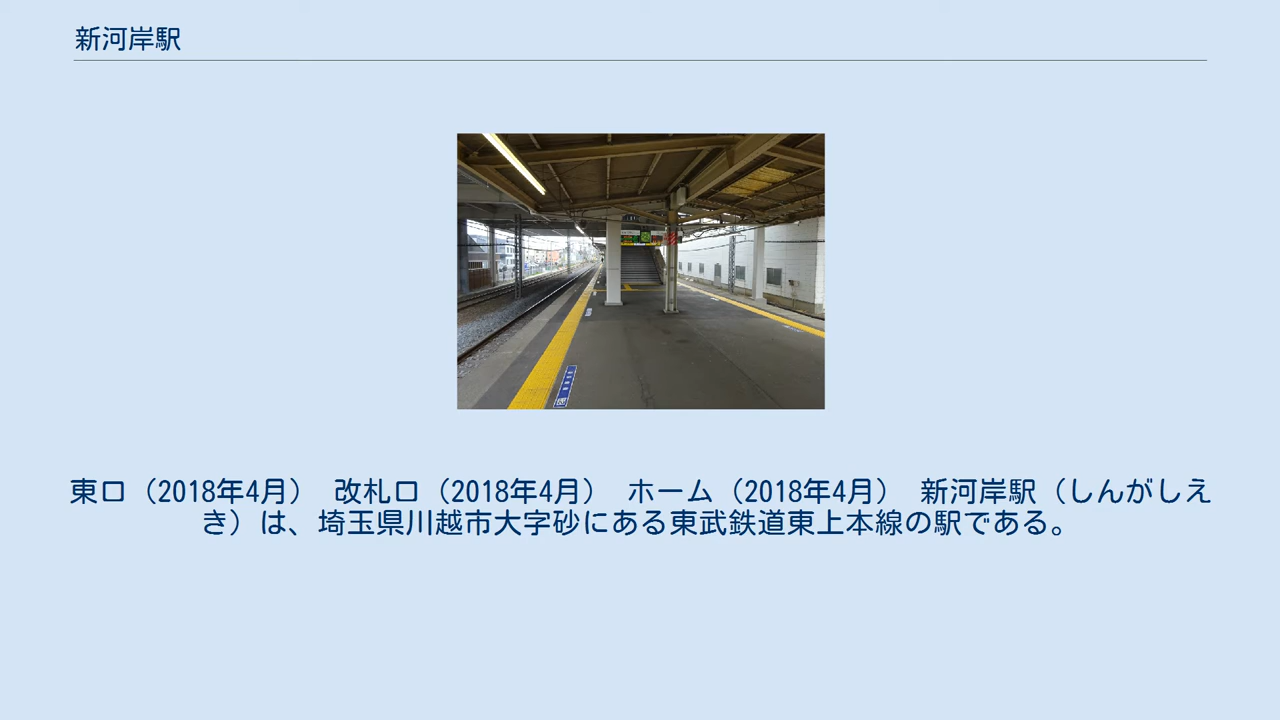 新河岸駅
東口（2018年4月） 改札口（2018年4月） ホーム（2018年4月） 新河岸駅（しんがしえ
き）は、埼玉県川越市大字砂にある東武鉄道東上本線の駅である。